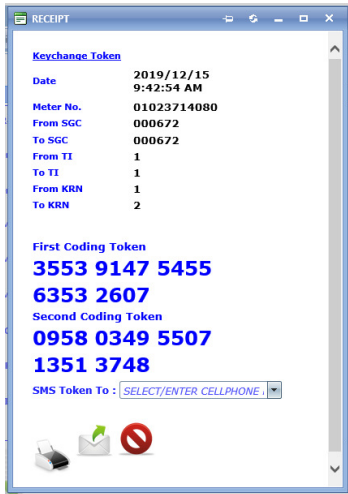 RECEIPT
Keychange Token
Date 2019/12/15
9:42:54 AM
Meter No. 01023714080
From SGC 000672
To SGC 000672
From TI 1
To TI 1
From KRN 1
To KRN 2
First Coding Token
3553 9147 5455
6353 2607
Second Coding Token
0958 0349 5507
1351 3748
SMS Token To : SELECT/ENTER CELLPHONE